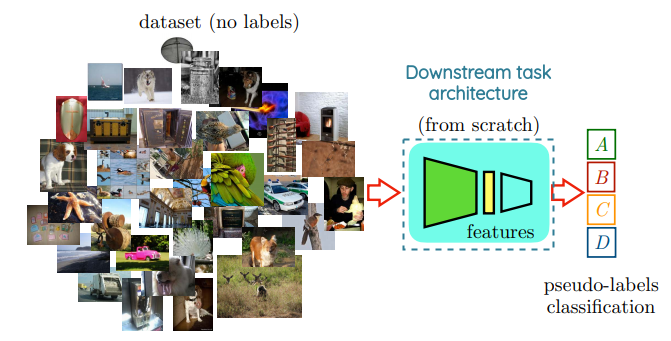 dataset (no labels)
Downstream task
architecture
(from scratch)
features
A
B
C
D
pseudo-labels
classification